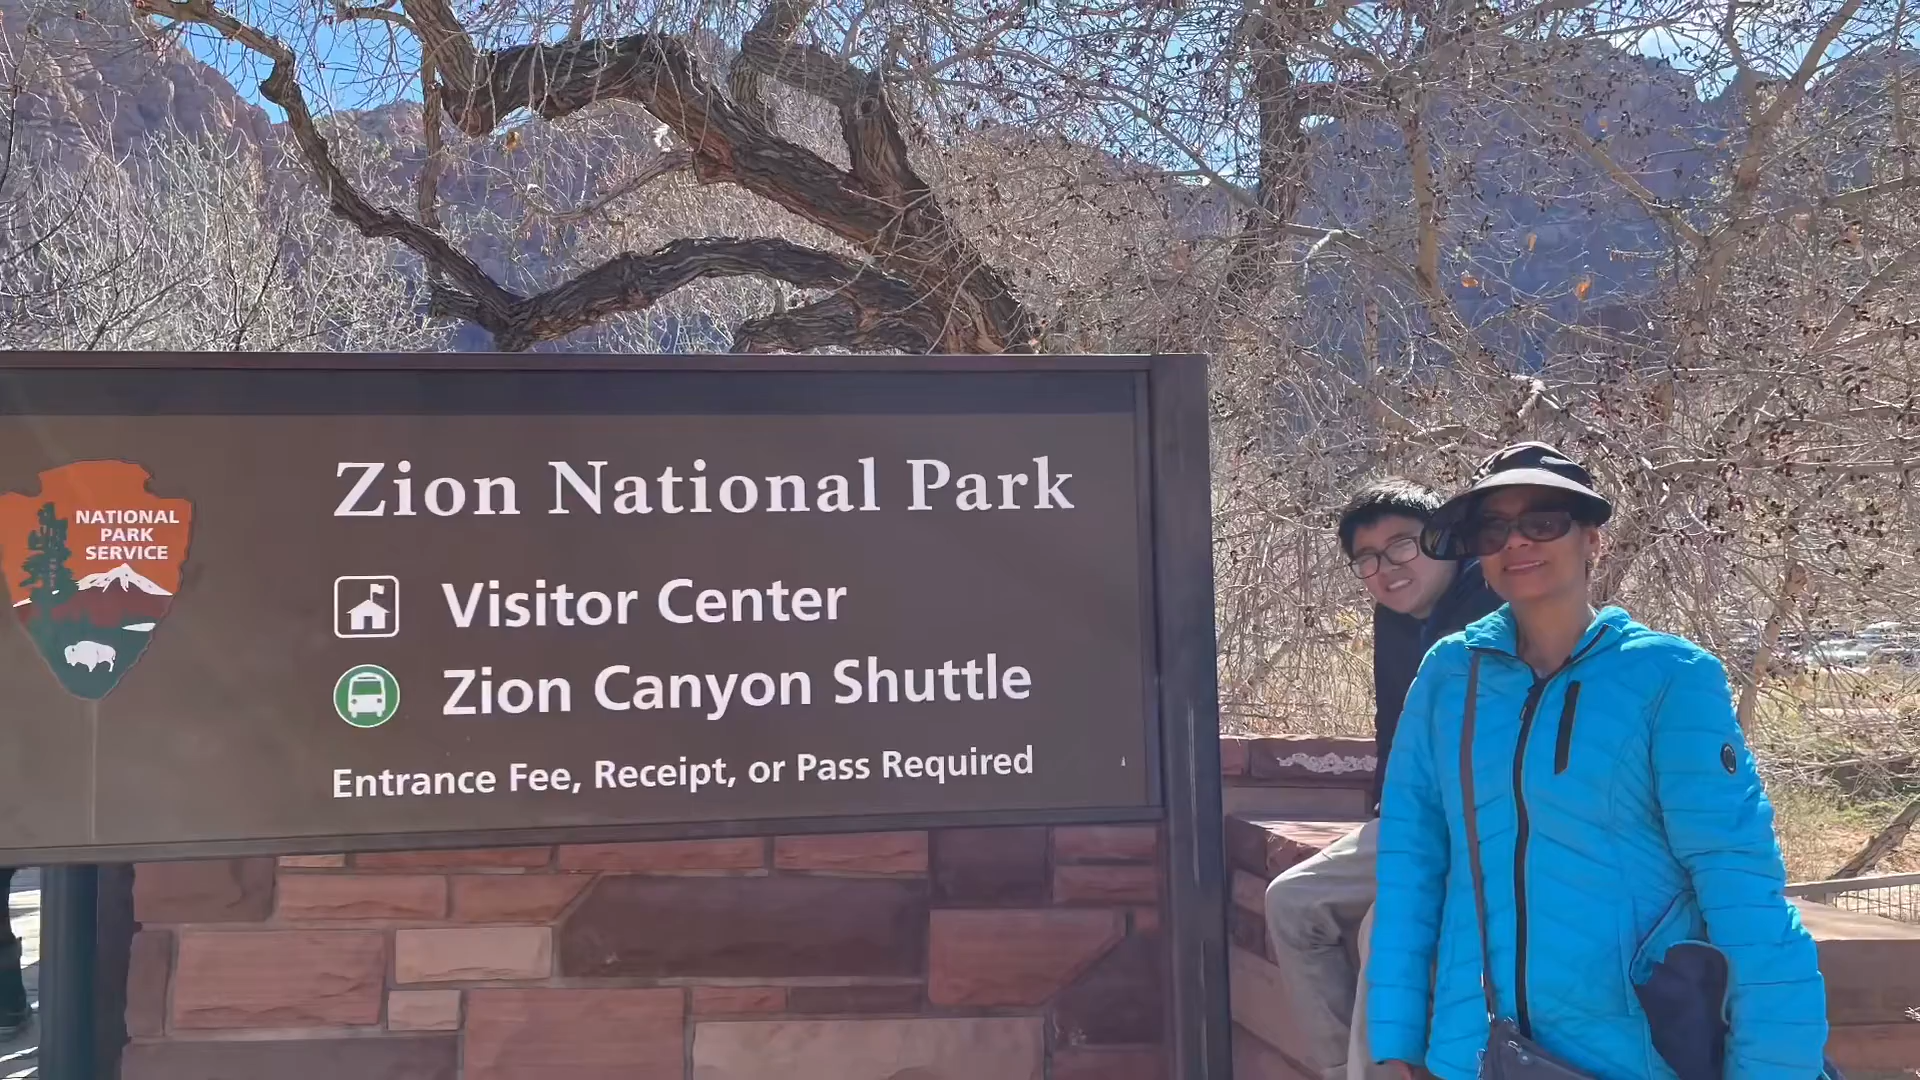 NATIONAL
PARK
SERVICE
Zion National Park
Visitor Center
Zion Canyon Shuttle
Entrance Fee, Receipt, or Pass Required